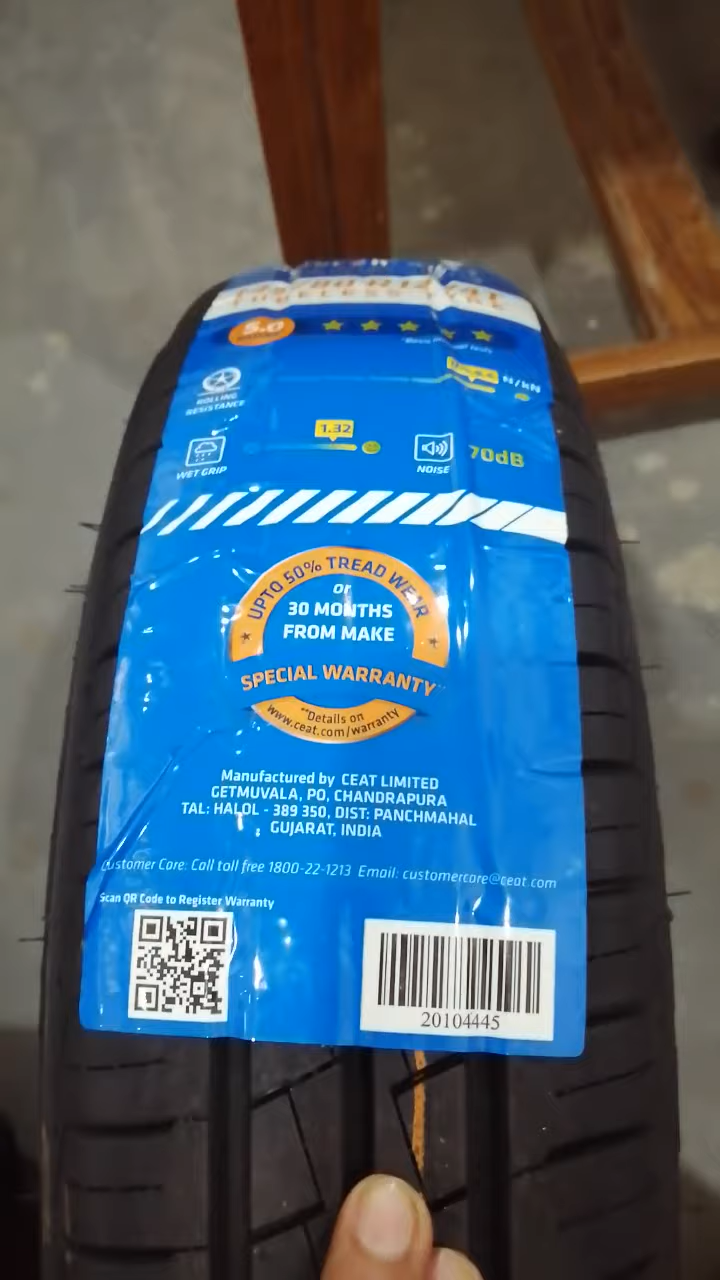 TUBELESS TYRE
5.0
N/kN
ROLLING
RESISTANCE
1.32
WET GRIP
NOISE
70dB
UPTO 50% TREAD WEAR
or
30 MONTHS
FROM MAKE
SPECIAL WARRANTY**
**Details on
www.ceat.com/warranty
Manufactured by CEAT LIMITED
GETMUVALA, PO, CHANDRAPURA
TAL: HALOL - 389 350, DIST: PANCHMAHAL
GUJARAT, INDIA
Customer Care: Call toll free 1800-22-1213 Email: customercare@ceat.com
Scan QR Code to Register Warranty
20104445